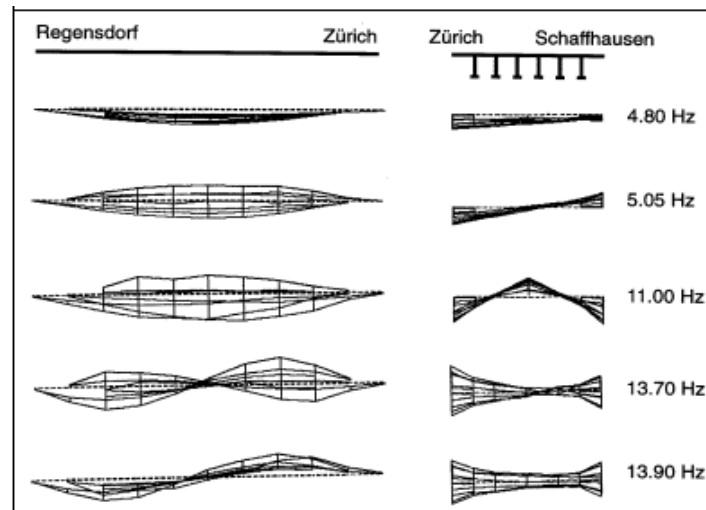 Regensdorf Zürich Zürich Schaffhausen
4.80 Hz
5.05 Hz
11.00 Hz
13.70 Hz
13.90 Hz